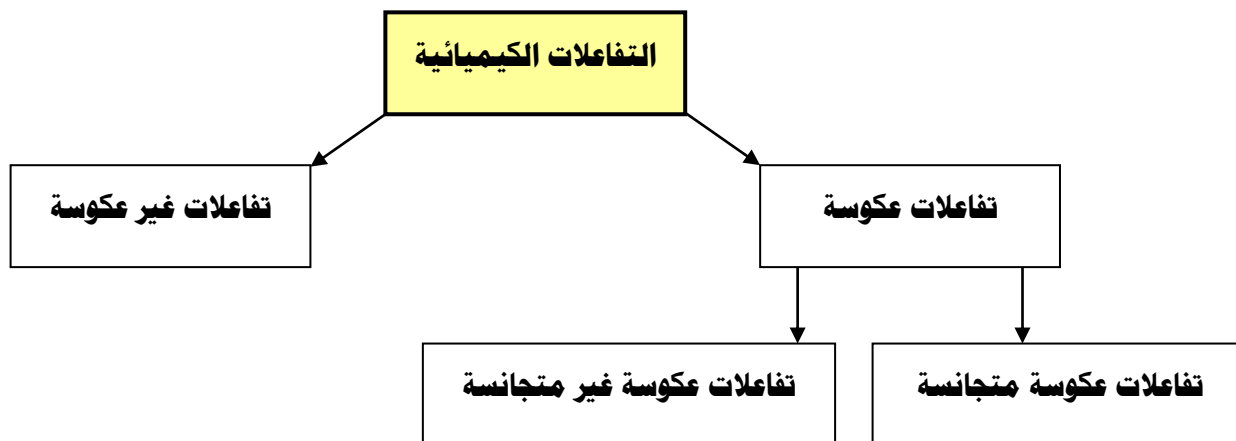 التفاعلات الكيميائية
تفاعلات عكوسة
تفاعلات غير عكوسة
تفاعلات عكوسة متجانسة
تفاعلات عكوسة غير متجانسة